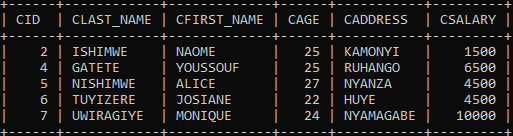 +-----+------------+-------------+------+-----------+---------+
| CID | CLAST_NAME | CFIRST_NAME | CAGE | CADDRESS | CSALARY |
+-----+------------+-------------+------+-----------+---------+
| 2 | ISHIMWE | NAOME | 25 | KAMONYI | 1500 |
| 4 | GATETE | YOUSSOUF | 25 | RUHANGO | 6500 |
| 5 | NISHIMWE | ALICE | 27 | NYANZA | 4500 |
| 6 | TUYIZERE | JOSIANE | 22 | HUYE | 4500 |
| 7 | UWIRAGIYE | MONIQUE | 24 | NYAMAGABE | 10000 |
+-----+------------+-------------+------+-----------+---------+